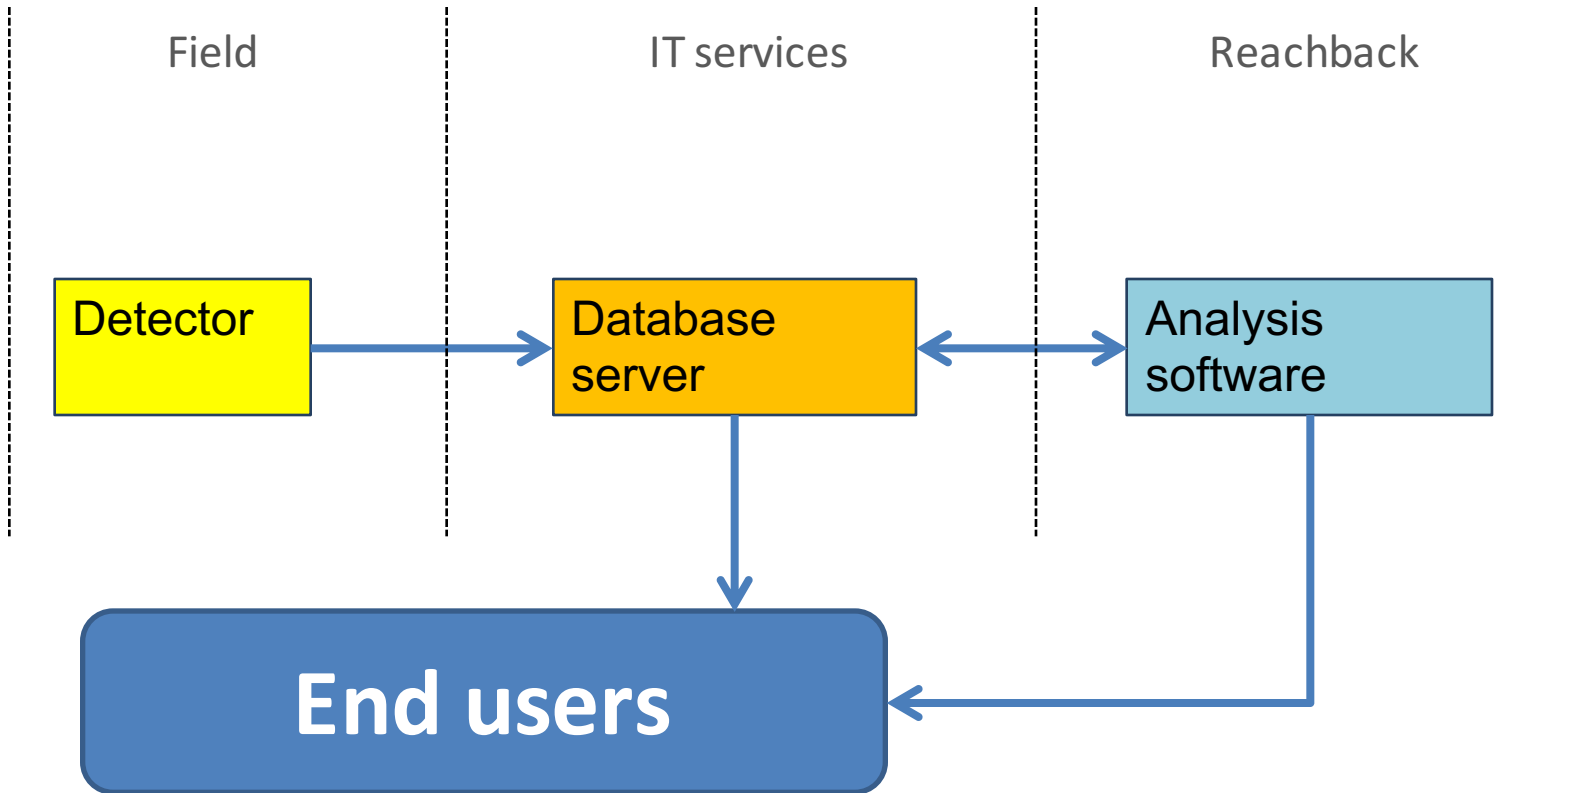 Field
IT services
Reachback
Detector
Database
server
Analysis
software
End users